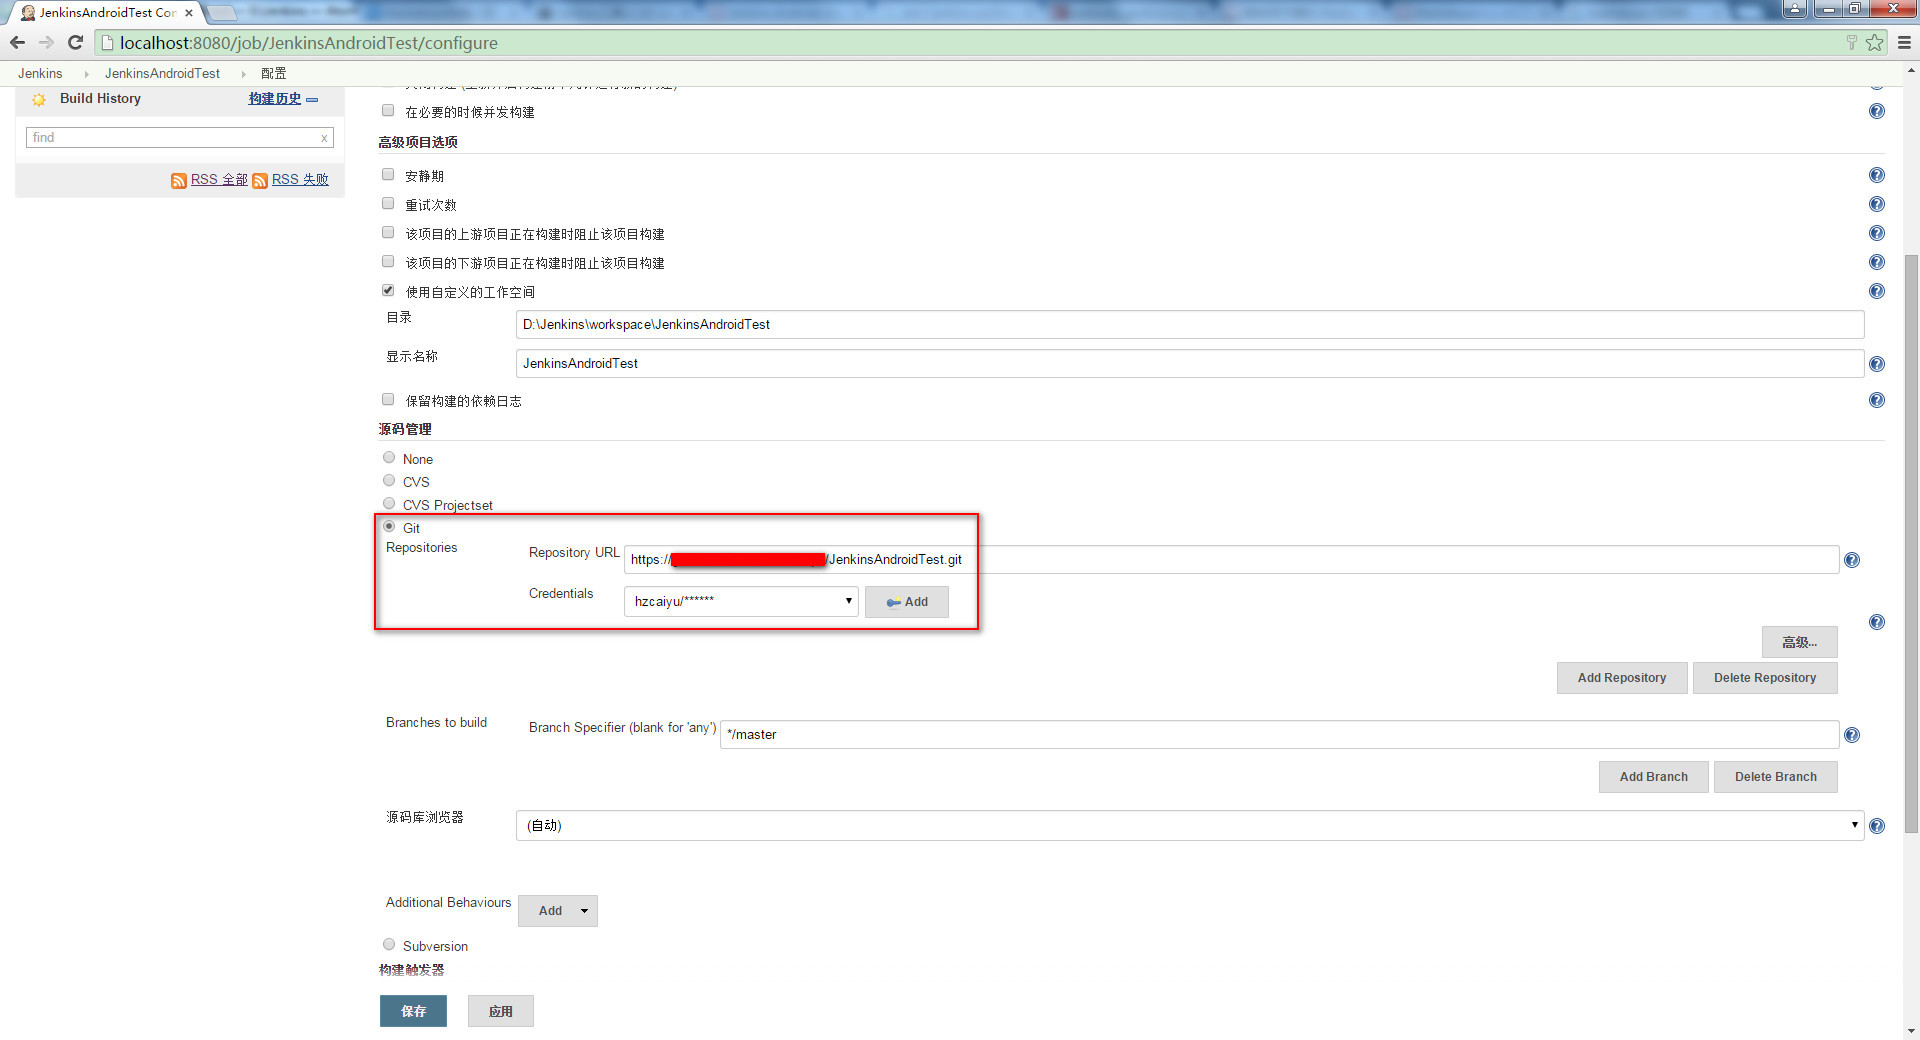 JenkinsAndroidTest Con
localhost:8080/job/JenkinsAndroidTest/configure
Jenkins JenkinsAndroidTest 配置
Build History 构建历史
find x
RSS 全部 RSS 失败
在必要的时候并发构建
高级项目选项
安静期
重试次数
该项目的上游项目正在构建时阻止该项目构建
该项目的下游项目正在构建时阻止该项目构建
使用自定义的工作空间
目录 D:\Jenkins\workspace\JenkinsAndroidTest
显示名称 JenkinsAndroidTest
保留构建的依赖日志
源码管理
None
CVS
CVS Projectset
Git
Repositories Repository URL https:// /JenkinsAndroidTest.git
Credentials hzcaiyu/****** Add
高级...
Add Repository Delete Repository
Branches to build Branch Specifier (blank for 'any') */master
Add Branch Delete Branch
源码库浏览器 (自动)
Additional Behaviours Add
Subversion
构建触发器
保存 应用